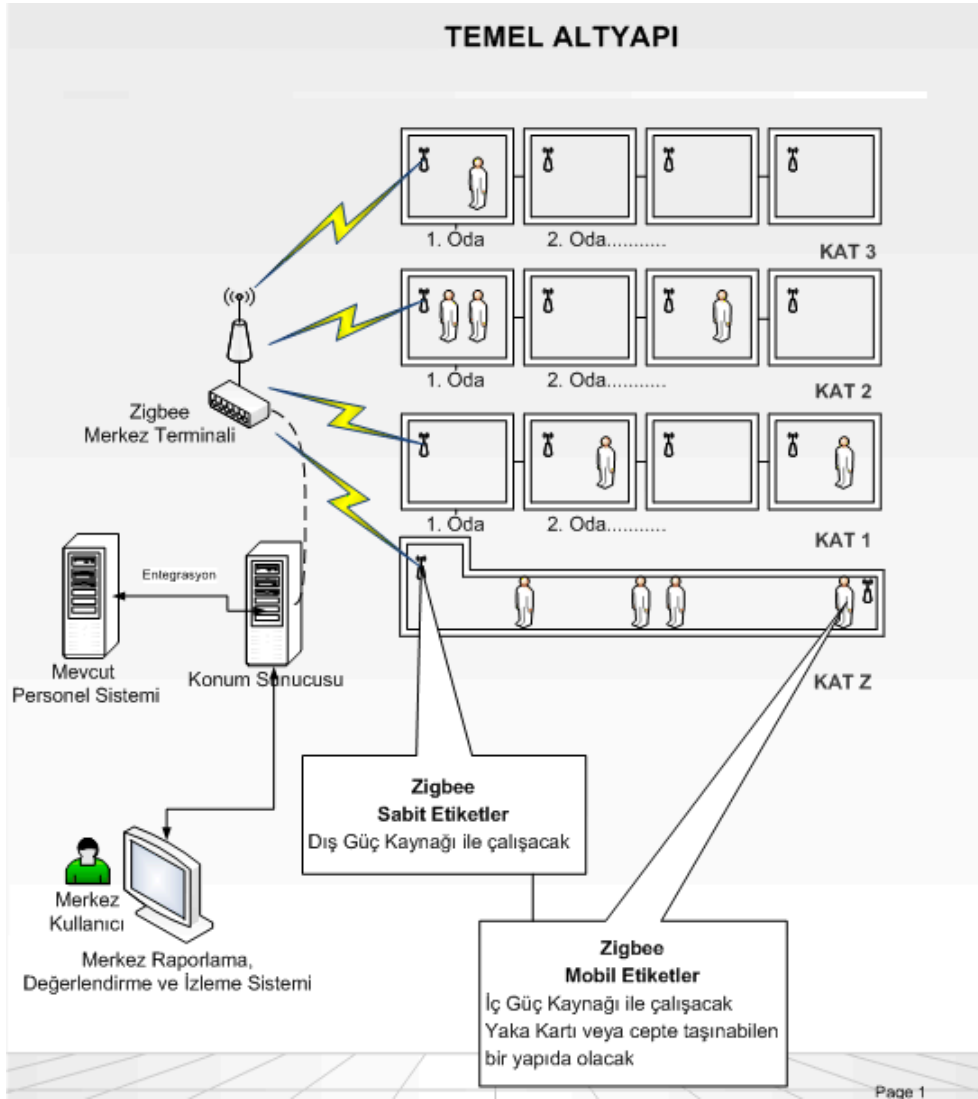 TEMEL ALTYAPI
1. Oda
2. Oda...........
KAT 3
1. Oda
2. Oda...........
KAT 2
Zigbee
Merkez Terminali
1. Oda
2. Oda...........
KAT 1
Entegrasyon
Mevcut
Personel Sistemi
Konum Sunucusu
KAT Z
Zigbee
Sabit Etiketler
Dış Güç Kaynağı ile çalışacak
Merkez
Kullanıcı
Merkez Raporlama,
Değerlendirme ve İzleme Sistemi
Zigbee
Mobil Etiketler
İç Güç Kaynağı ile çalışacak
Yaka Kartı veya cepte taşınabilen
bir yapıda olacak
Page 1